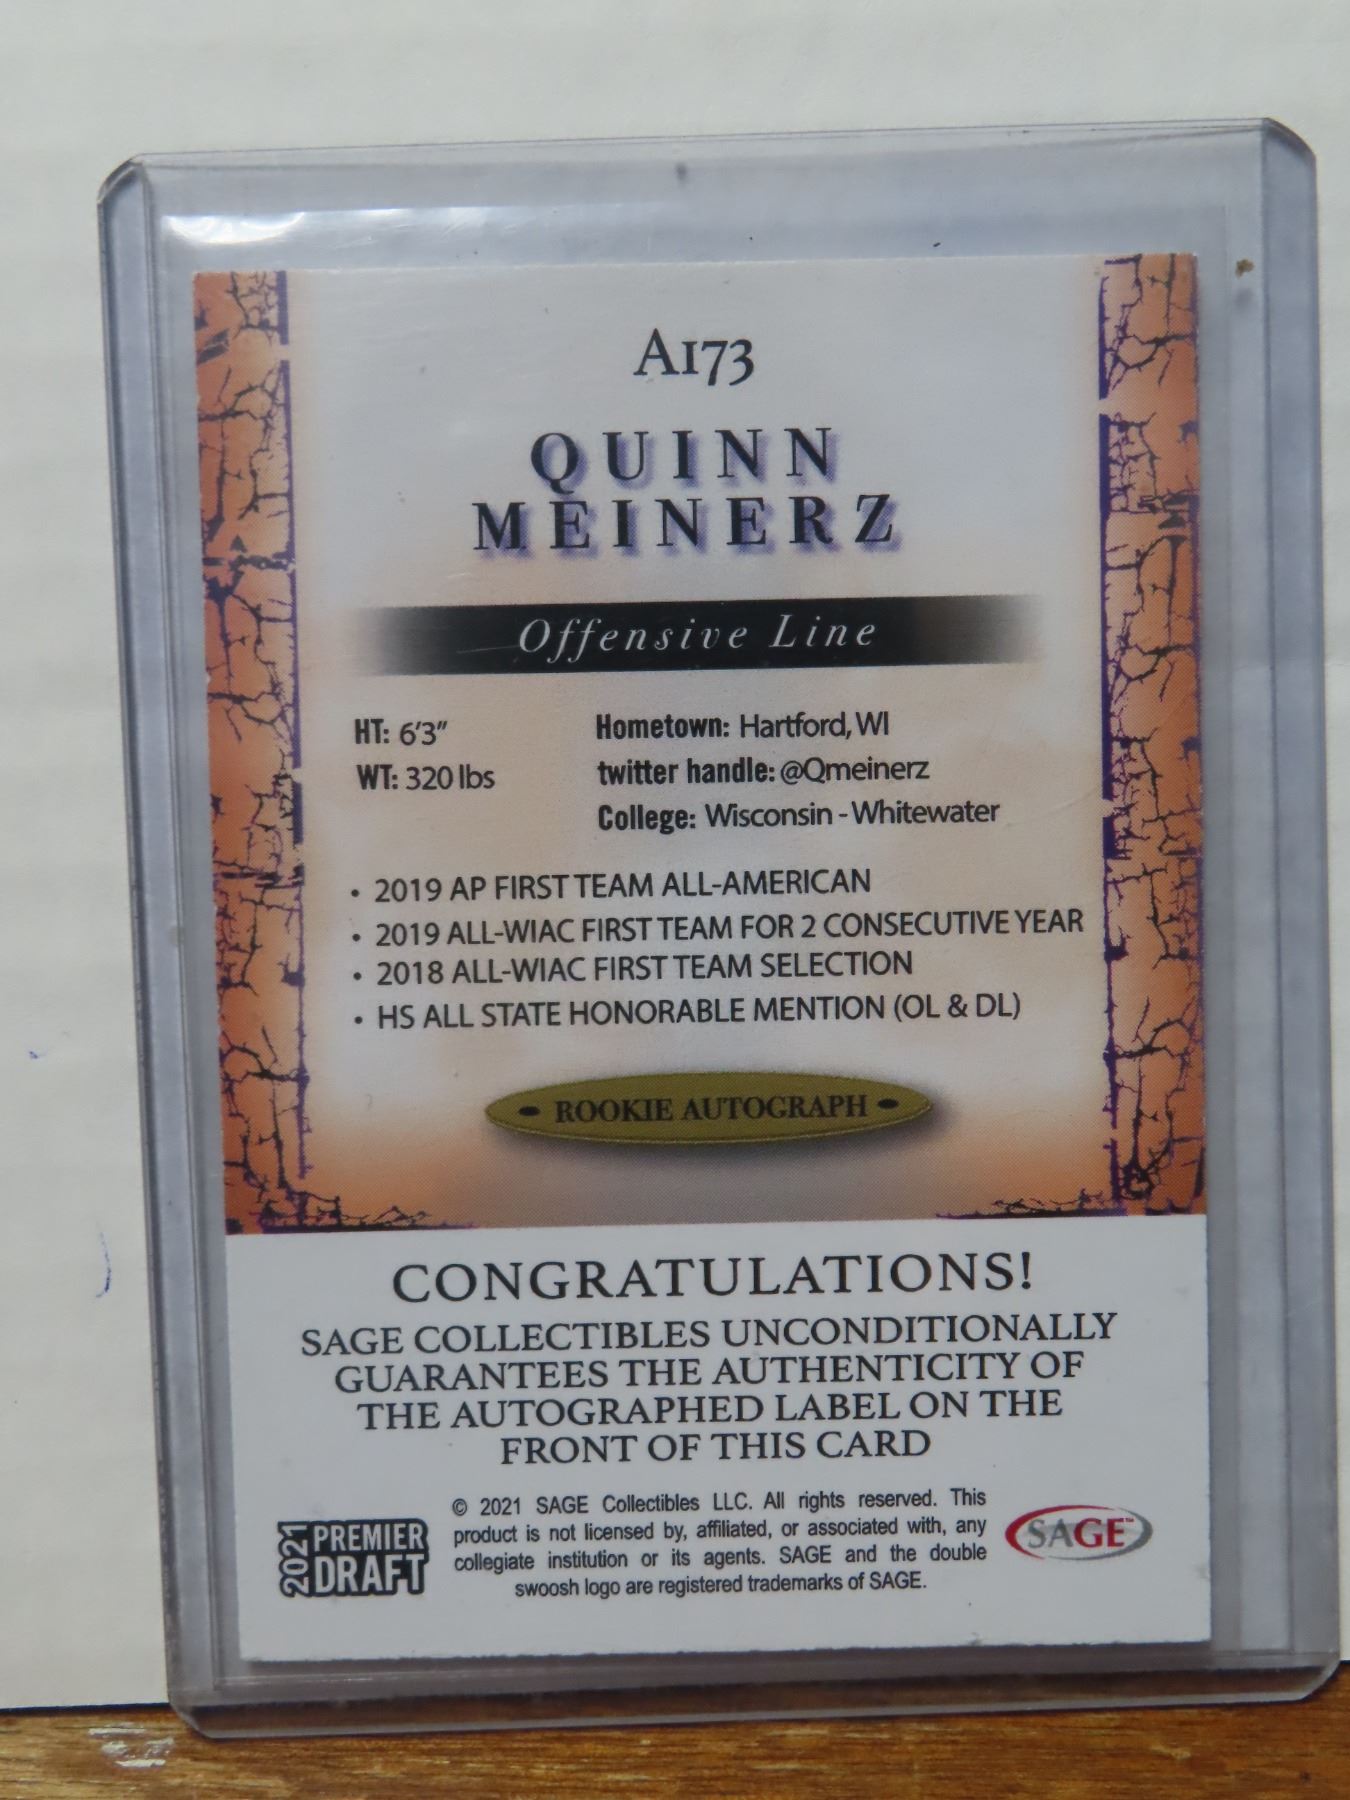 A173
QUINN
MEINERZ
Offensive Line
HT: 6'3"
WT: 320 lbs
Hometown: Hartford, WI
twitter handle: @Qmeinerz
College: Wisconsin - Whitewater
• 2019 AP FIRST TEAM ALL-AMERICAN
• 2019 ALL-WIAC FIRST TEAM FOR 2 CONSECUTIVE YEAR
• 2018 ALL-WIAC FIRST TEAM SELECTION
• HS ALL STATE HONORABLE MENTION (OL & DL)
• ROOKIE AUTOGRAPH •
CONGRATULATIONS!
SAGE COLLECTIBLES UNCONDITIONALLY
GUARANTEES THE AUTHENTICITY OF
THE AUTOGRAPHED LABEL ON THE
FRONT OF THIS CARD
2021 PREMIER
DRAFT
© 2021 SAGE Collectibles LLC. All rights reserved. This
product is not licensed by, affiliated, or associated with, any
collegiate institution or its agents. SAGE and the double
swoosh logo are registered trademarks of SAGE.
SAGE™